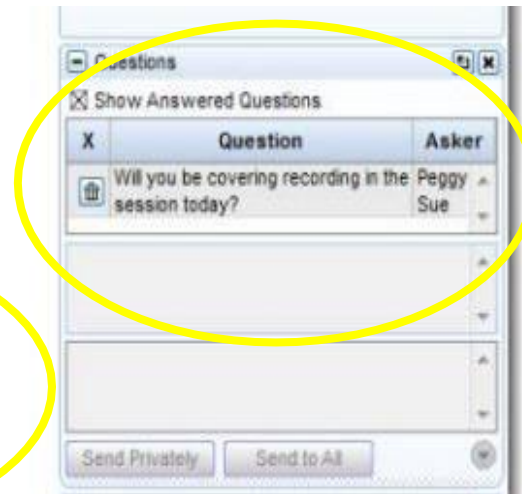 Questions
Show Answered Questions
X Question Asker
Will you be covering recording in the Peggy
session today? Sue
Send Privately Send to All